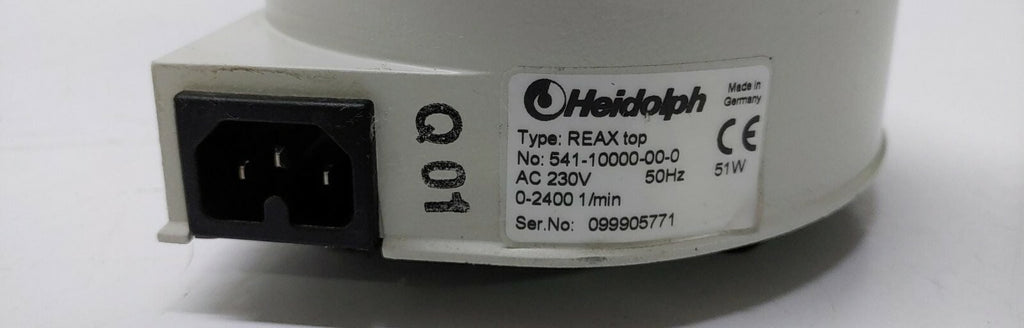 Q 01
Heidolph
Made in
Germany
Type: REAX top
No: 541-10000-00-0
CE
AC 230V 50Hz 51W
0-2400 1/min
Ser.No: 099905771